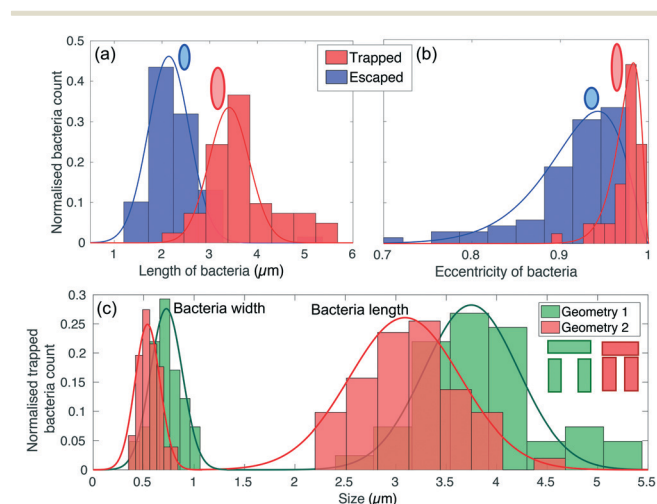 (a)
Trapped
Escaped
(b)
Normalised bacteria count
0.5
0.4
0.3
0.2
0.1
0
1
2
3
4
5
6
Length of bacteria (µm)
0.7
0.8
0.9
1
Eccentricity of bacteria
(c)
Bacteria width
Bacteria length
Geometry 1
Geometry 2
Normalised trapped
bacteria count
0.3
0.25
0.2
0.15
0.1
0.05
0
0
0.5
1
1.5
2
2.5
3
3.5
4
4.5
5
5.5
Size (µm)